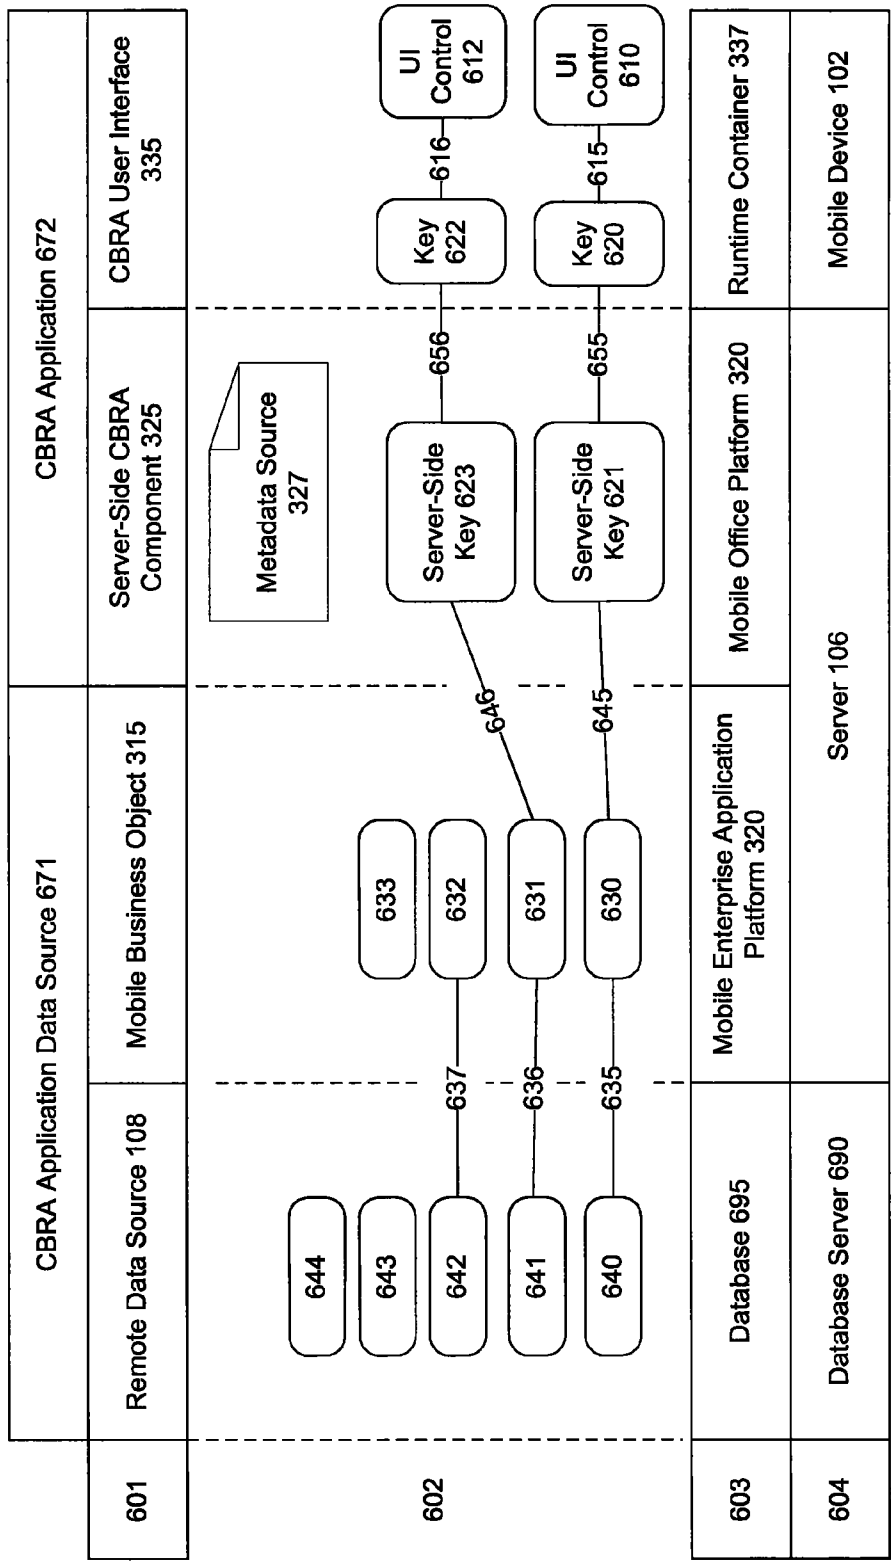 CBRA Application Data Source 671
CBRA Application 672
601
Remote Data Source 108
Mobile Business Object 315
Server-Side CBRA
Component 325
CBRA User Interface
335
602
644
643
642
641
640
637
636
635
633
632
631
630
646
645
Metadata Source
327
Server-Side
Key 623
Server-Side
Key 621
656
655
Key
622
Key
620
616
615
UI
Control
612
UI
Control
610
603
Database 695
Mobile Enterprise Application
Platform 320
Mobile Office Platform 320
Runtime Container 337
604
Database Server 690
Server 106
Mobile Device 102